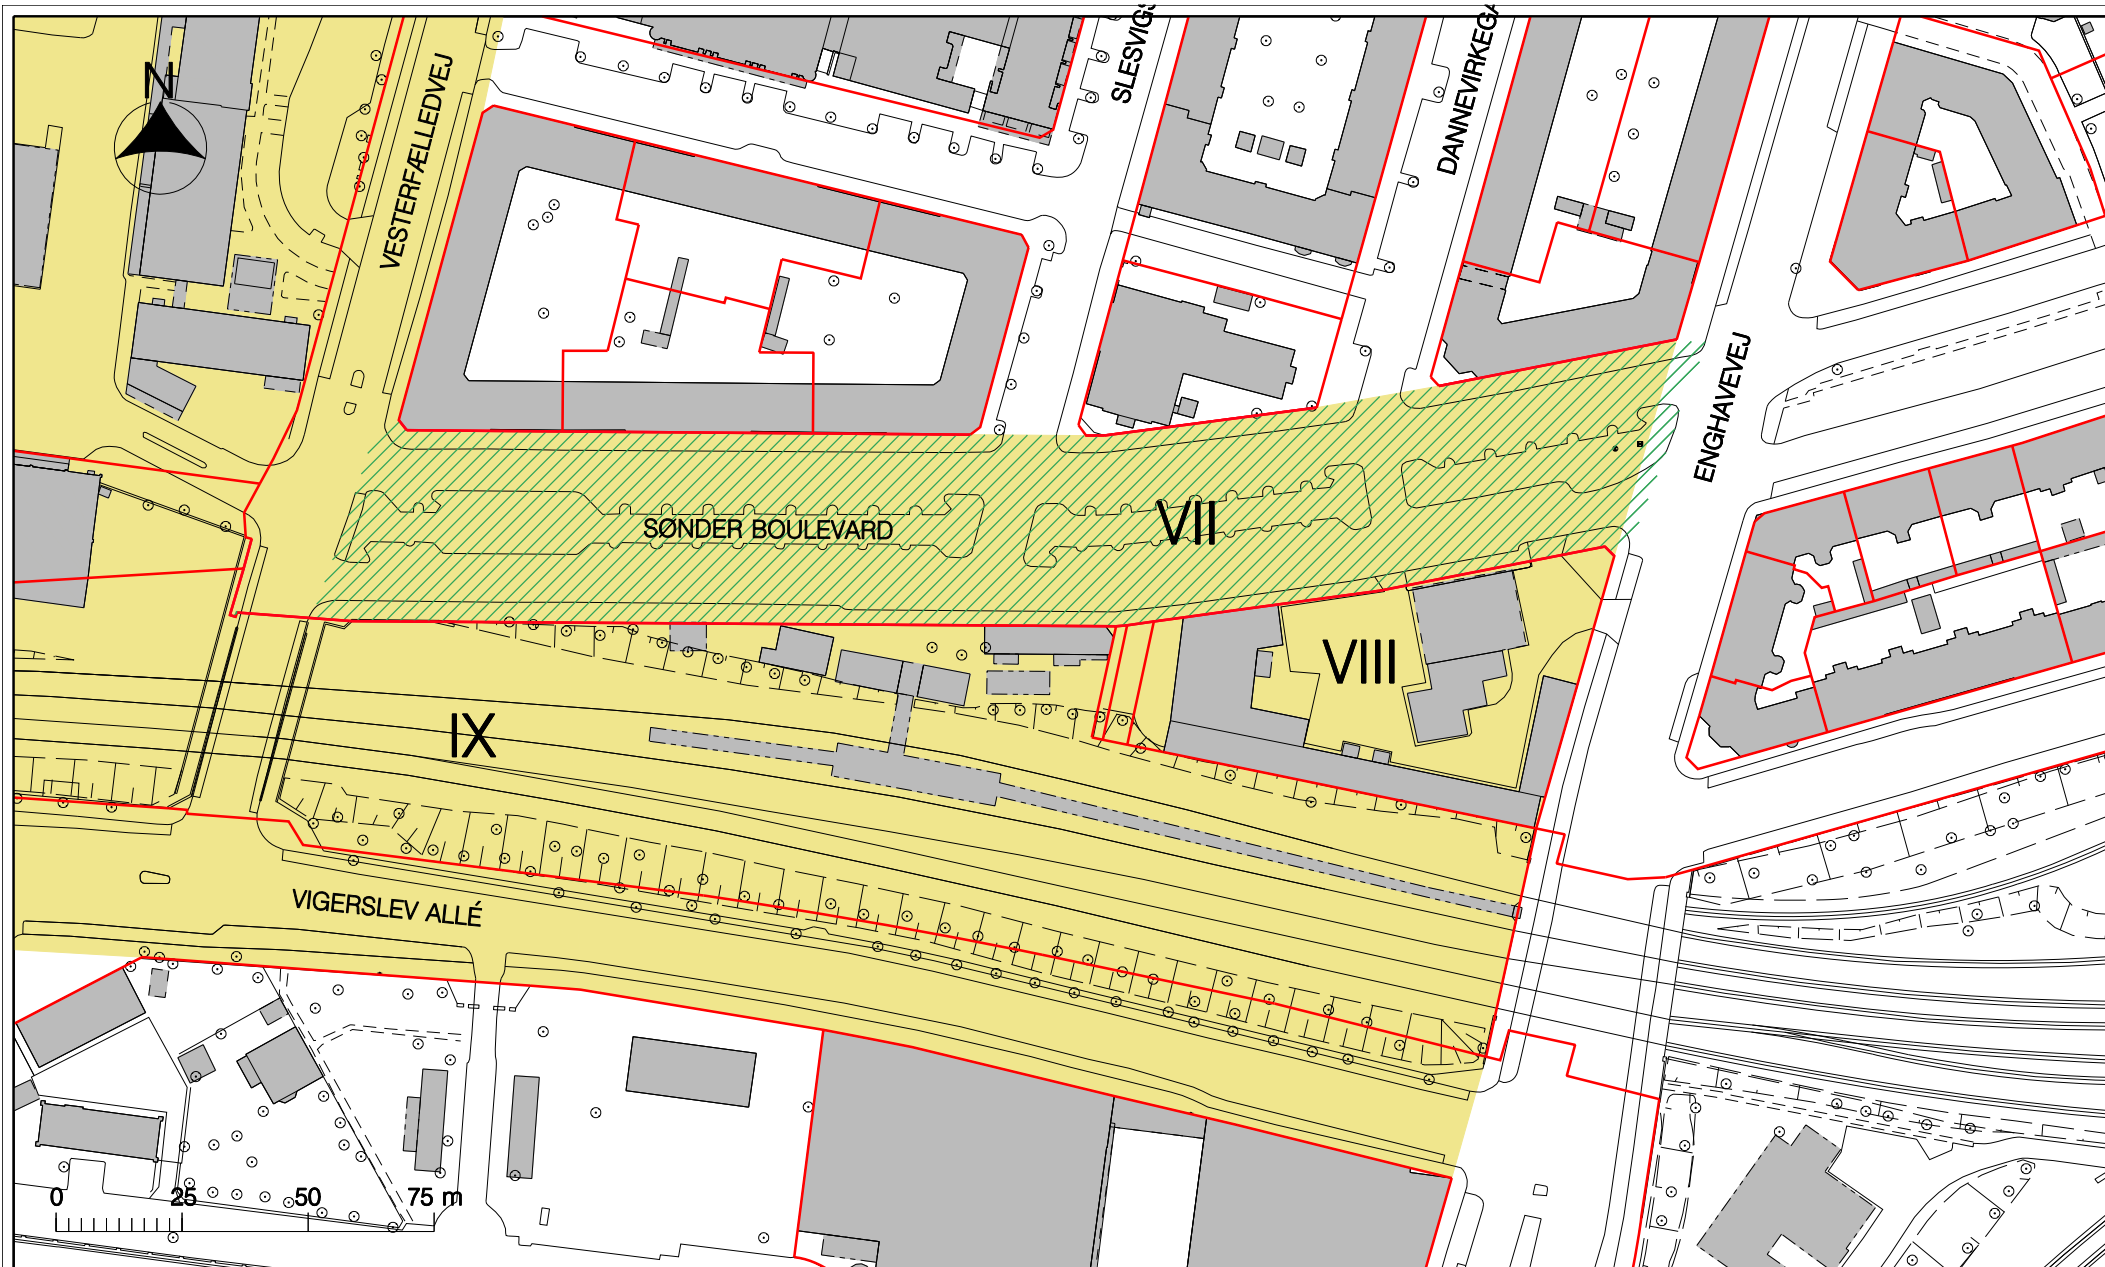 N
VESTERFÆLLEDVEJ
ENGHAVEVEJ
SØNDER BOULEVARD
VII
VIII
IX
VIGERSLEV ALLÉ
0 25 50 75 m